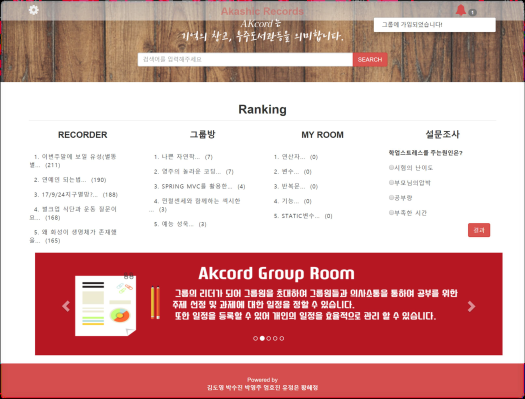 Akashic Records
그룹에 가입되었습니다!
AKcord는
기억의 창고, 우주도서관등을 의미합니다.
검색어를 입력해주세요
SEARCH
Ranking
RECORDER
1. 이번주말에 보일 유성(별똥
별... (211)
2. 연예인 되는법... (190)
3. 17/9/24지구멸망?... (188)
4. 벌크업 식단과 운동 질문이
요... (168)
5. 왜 화성이 생명체가 존재했
을... (165)
그룹방
1. 나쁜 자연력... (7)
2. 영주의 놀라운 코딩... (7)
3. SPRING MVC를 활용한... (4)
4. 인절쎈세와 함께하는 섹시한
... (3)
5. 예능 성욱... (3)
MY ROOM
1. 연산자... (0)
2. 변수... (0)
3. 반복문... (0)
4. 기능... (0)
5. STATIC변수... (0)
설문조사
학업스트레스를 주는원인은?
시험의 난이도
부모님의압박
공부량
부족한 시간
결과
Akcord Group Room
그룹의 리더가 되어 그룹원을 초대하여 그룹원들과 의사소통을 통하여 공부를 위한
주제 선정 및 과제에 대한 일정을 정할 수 있습니다.
또한 일정을 등록할 수 있어 개인의 일정을 효율적으로 관리 할 수 있습니다.
Powered by
김도영 박수진 박영주 엄호진 유정은 황해정